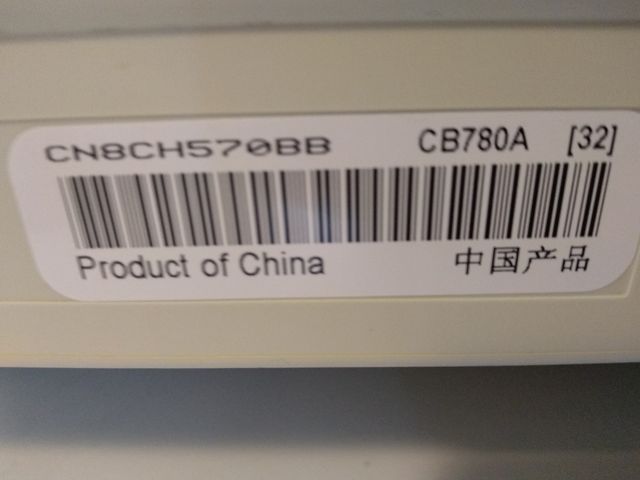 CN8CH570BB CB780A [32]
Product of China 中国产品